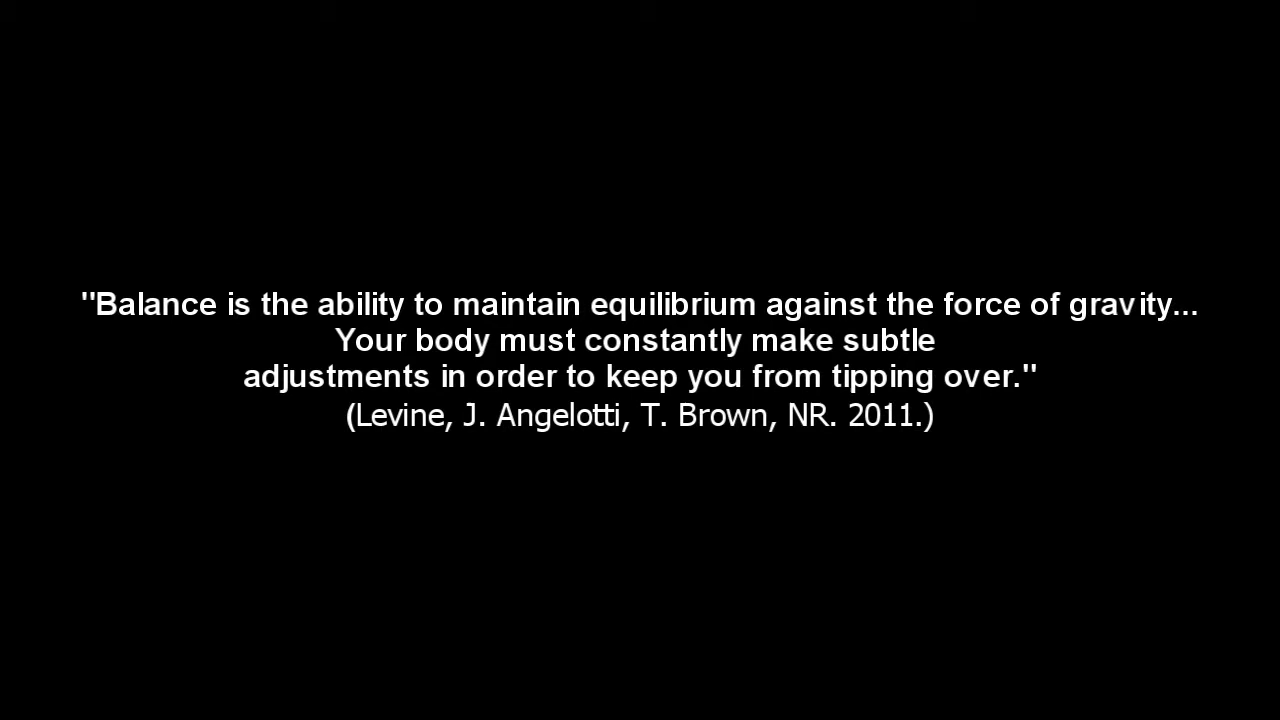 "Balance is the ability to maintain equilibrium against the force of gravity...
Your body must constantly make subtle
adjustments in order to keep you from tipping over."
(Levine, J. Angelotti, T. Brown, NR. 2011.)